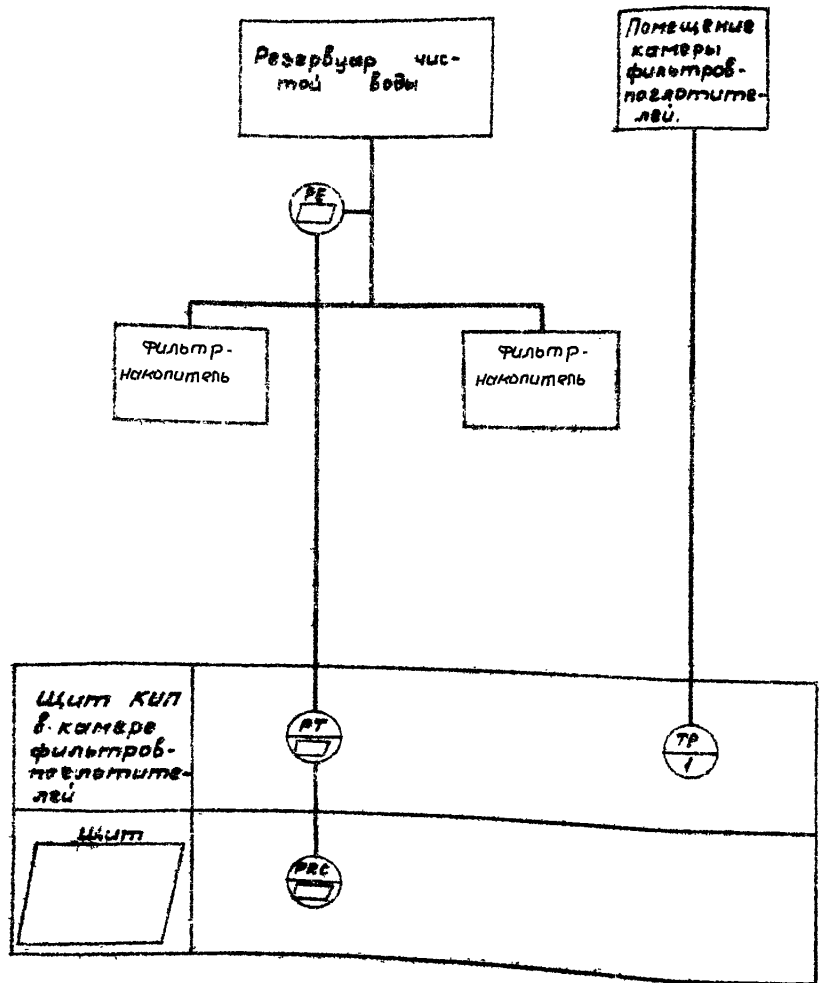 Резервуар чис-
той воды
Помещение
камеры
фильтров-
поглотите-
лей.
PE
Фильтр-
накопитель
Фильтр-
накопитель
Щит КИП
в камере
фильтров-
поглотите-
лей
PT
TP
1
Щит
PRC